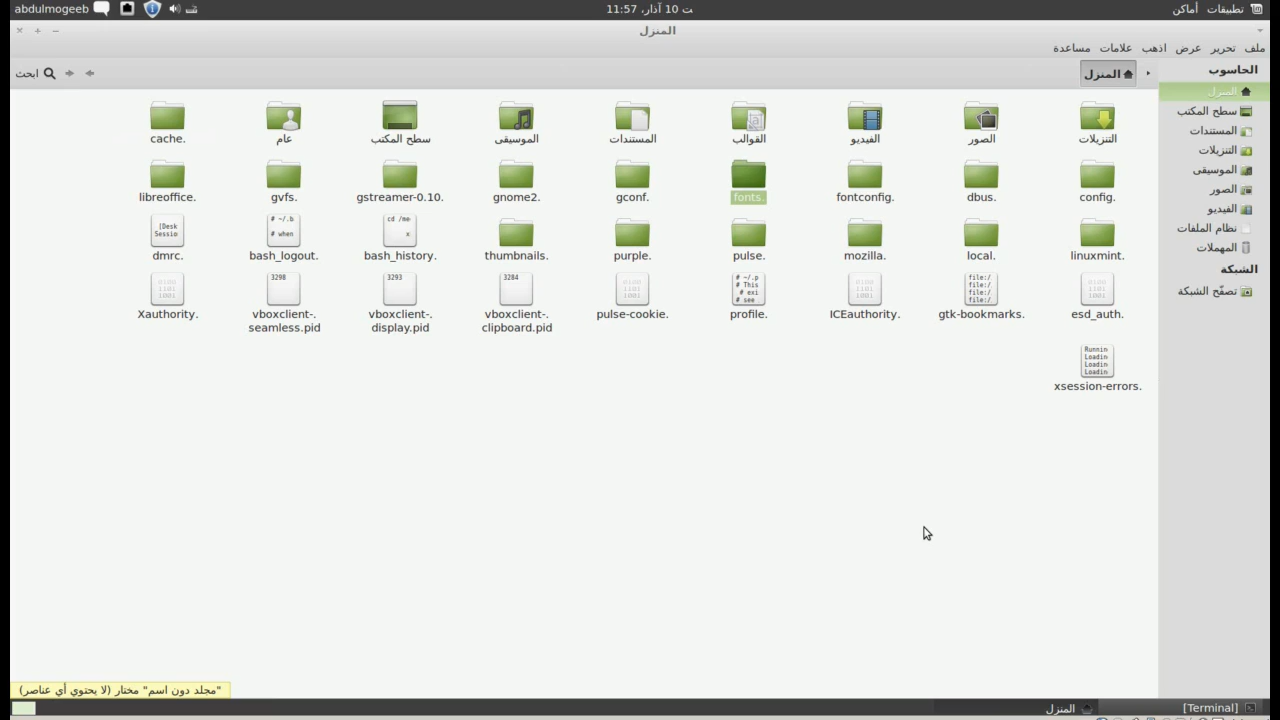 تطبيقات أماكن
ت 10 آذار، 11:57
abdulmogeeb
المنزل
ملف تحرير عرض اذهب علامات مساعدة
المنزل
ابحث
الحاسوب
المنزل
سطح المكتب
المستندات
التنزيلات
الموسيقى
الصور
الفيديو
نظام الملفات
المهملات
الشبكة
تصفّح الشبكة
التنزيلات
الصور
الفيديو
القوالب
المستندات
الموسيقى
سطح المكتب
عام
cache.
config.
dbus.
fontconfig.
fonts.
gconf.
gnome2.
gstreamer-0.10.
gvfs.
libreoffice.
linuxmint.
local.
mozilla.
pulse.
purple.
thumbnails.
bash_history.
bash_logout.
dmrc.
esd_auth.
gtk-bookmarks.
ICEauthority.
profile.
pulse-cookie.
vboxclient-.
clipboard.pid
vboxclient-.
display.pid
vboxclient-.
seamless.pid
Xauthority.
xsession-errors.
"مجلد دون اسم" مختار (لا يحتوي أي عناصر)
[Terminal]
المنزل